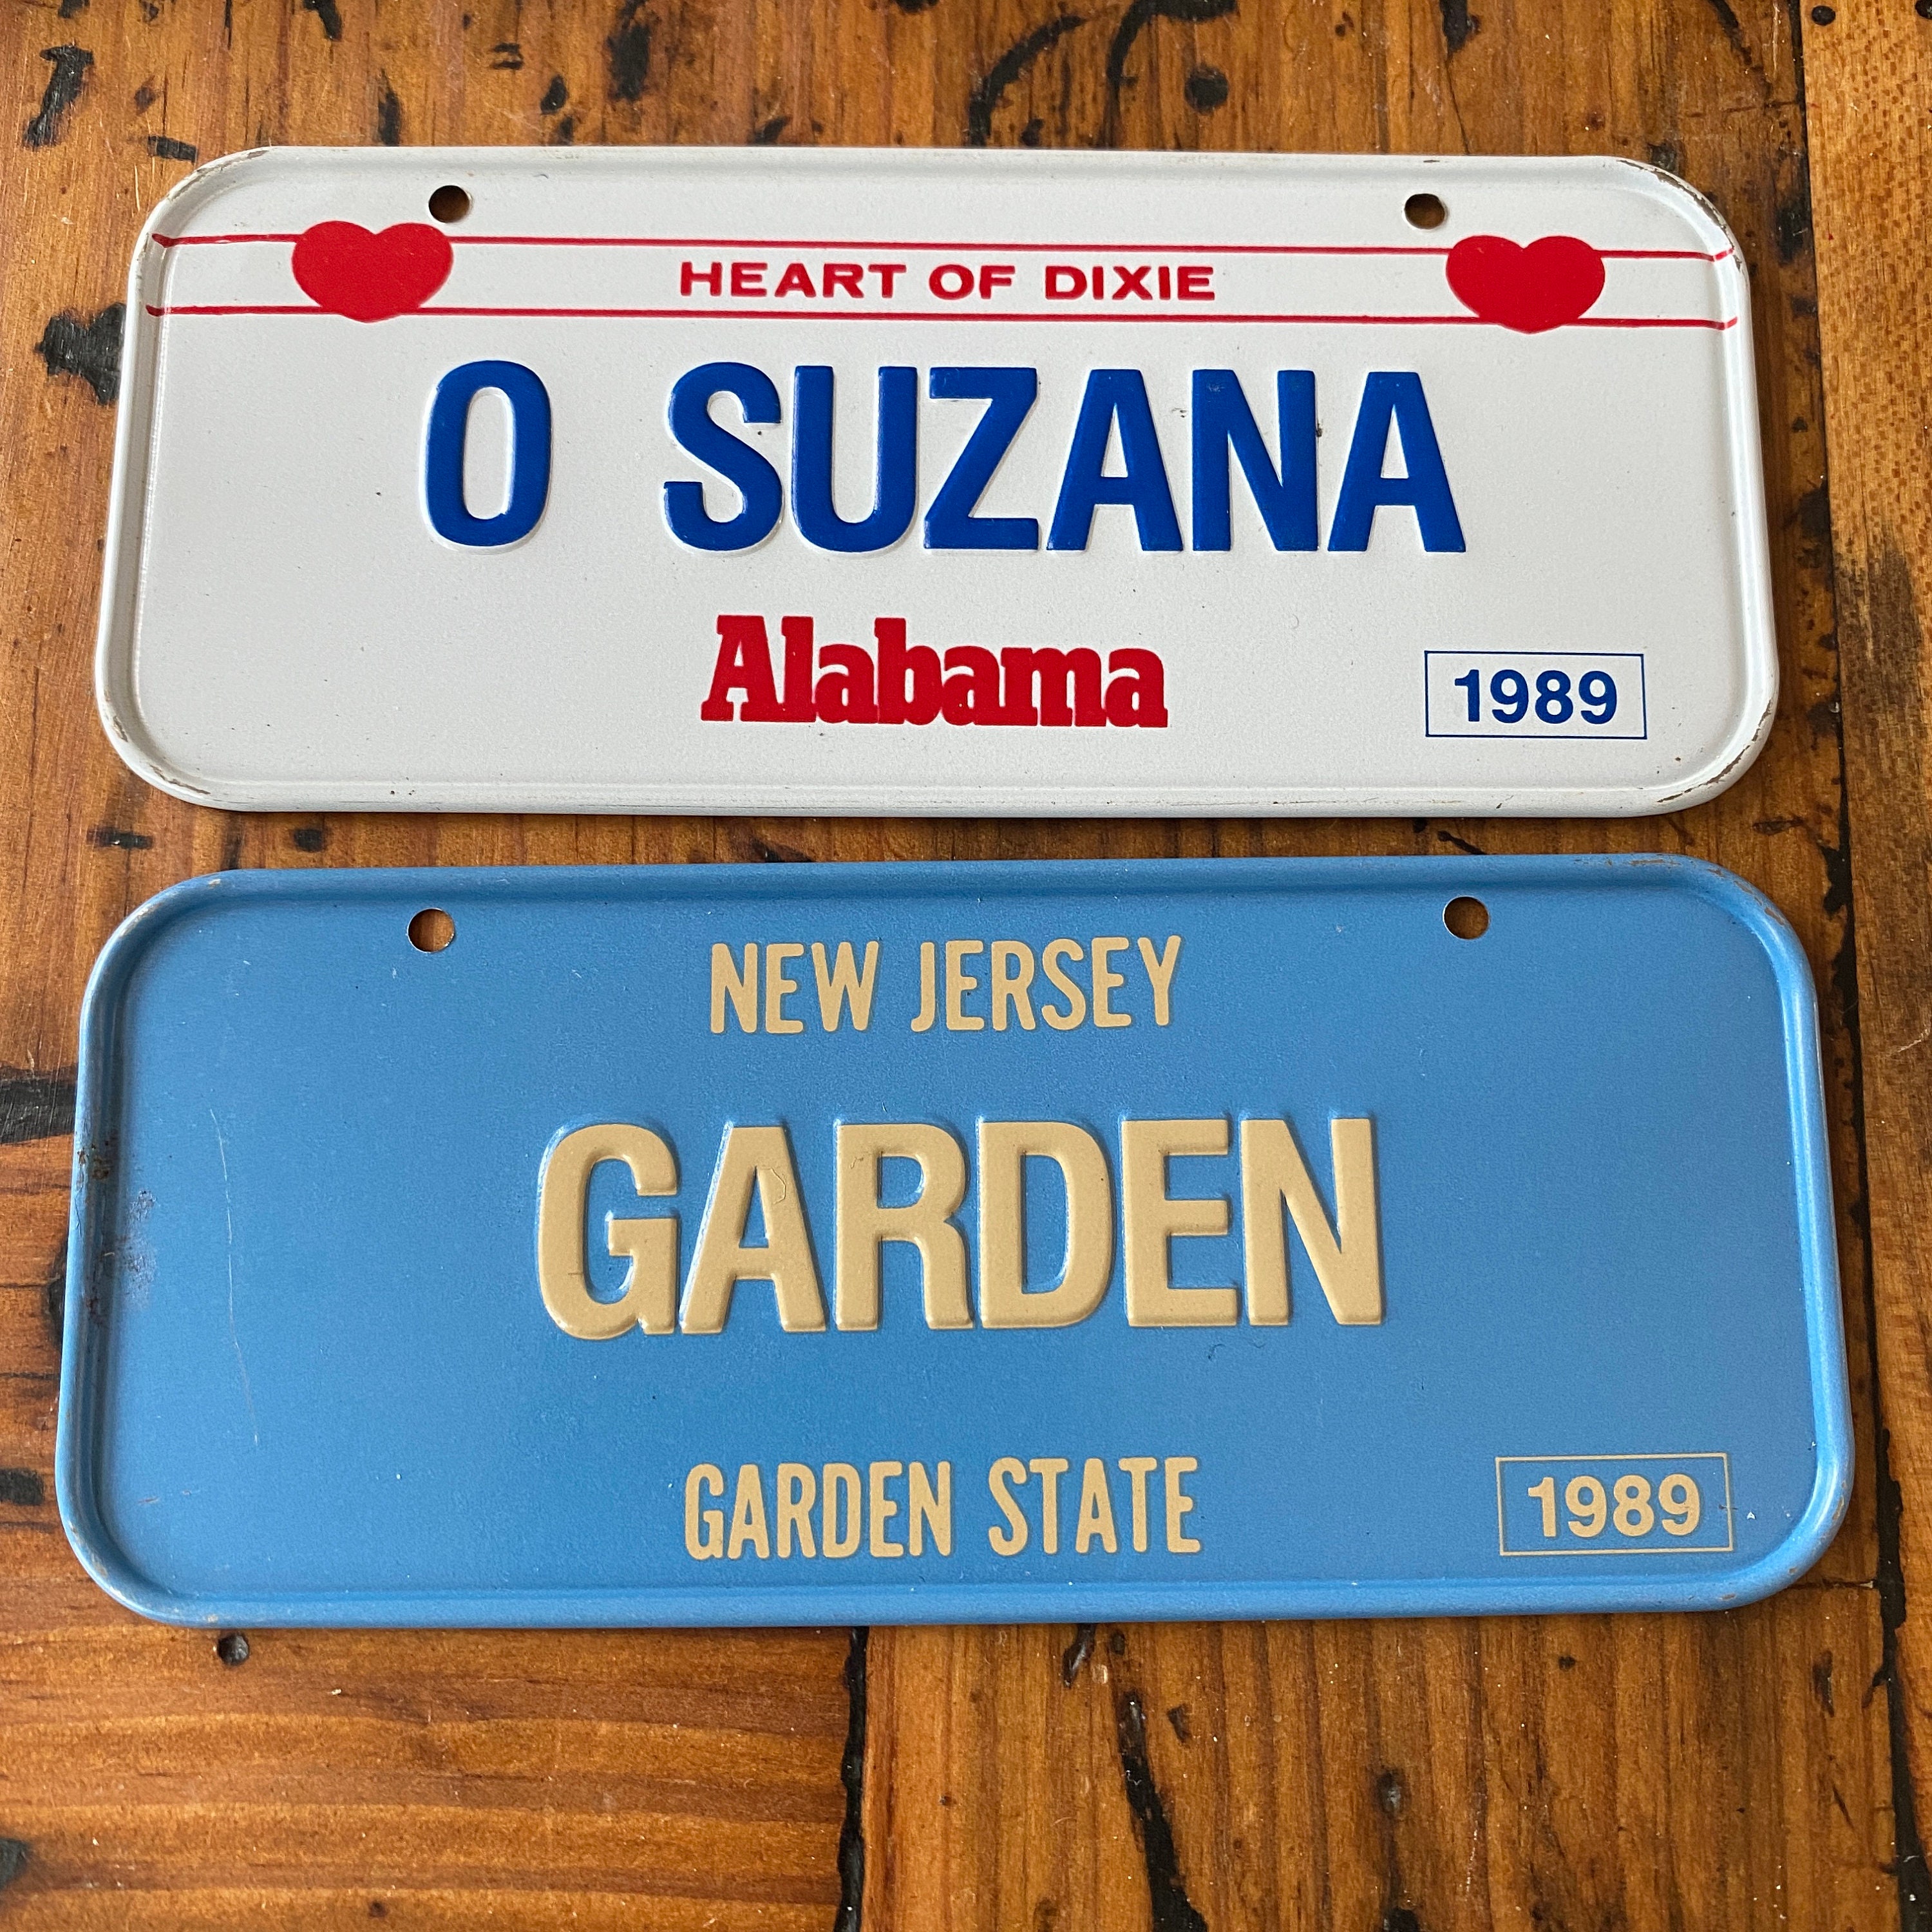 HEART OF DIXIE
O SUZANA
Alabama
1989
NEW JERSEY
GARDEN
GARDEN STATE
1989